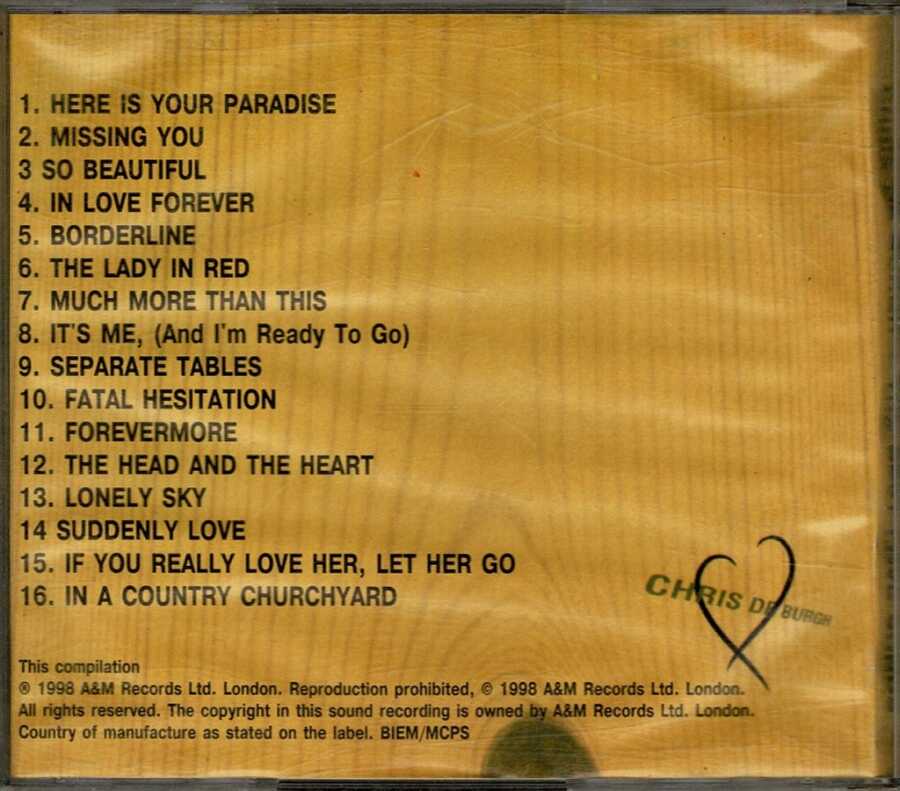 1. HERE IS YOUR PARADISE
2. MISSING YOU
3 SO BEAUTIFUL
4. IN LOVE FOREVER
5. BORDERLINE
6. THE LADY IN RED
7. MUCH MORE THAN THIS
8. IT'S ME, (And I'm Ready To Go)
9. SEPARATE TABLES
10. FATAL HESITATION
11. FOREVERMORE
12. THE HEAD AND THE HEART
13. LONELY SKY
14 SUDDENLY LOVE
15. IF YOU REALLY LOVE HER, LET HER GO
16. IN A COUNTRY CHURCHYARD
CHRIS DE BURGH
This compilation
℗ 1998 A&M Records Ltd. London. Reproduction prohibited, © 1998 A&M Records Ltd. London.
All rights reserved. The copyright in this sound recording is owned by A&M Records Ltd. London.
Country of manufacture as stated on the label. BIEM/MCPS